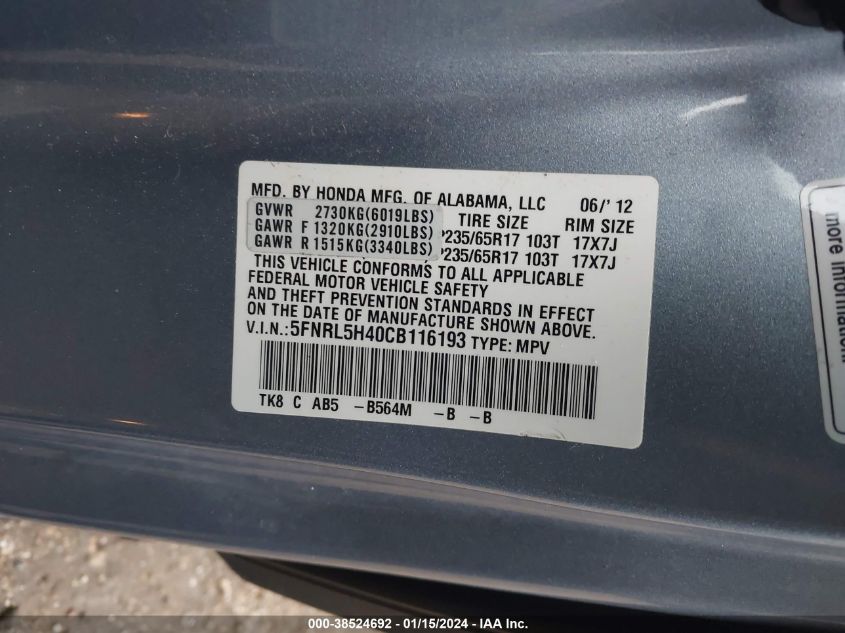 MFD. BY HONDA MFG. OF ALABAMA, LLC 06/' 12
GVWR 2730KG(6019LBS) TIRE SIZE RIM SIZE
GAWR F 1320KG(2910LBS) P235/65R17 103T 17X7J
GAWR R 1515KG(3340LBS) P235/65R17 103T 17X7J
THIS VEHICLE CONFORMS TO ALL APPLICABLE
FEDERAL MOTOR VEHICLE SAFETY
AND THEFT PREVENTION STANDARDS IN EFFECT
ON THE DATE OF MANUFACTURE SHOWN ABOVE.
V.I.N.: 5FNRL5H40CB116193 TYPE: MPV
TK8 C AB5 -B564M -B -B
more information.
000-38524692 - 01/15/2024 - IAA Inc.